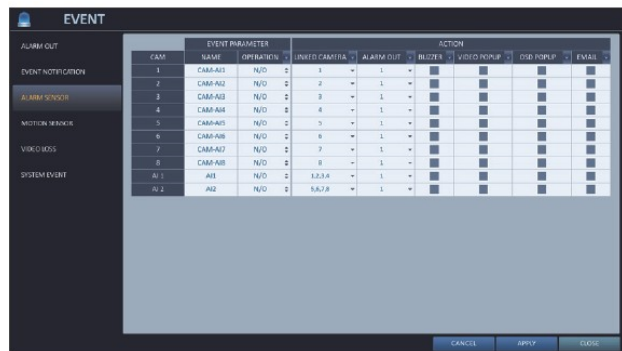 EVENT
ALARM OUT
EVENT NOTIFICATION
ALARM SENSOR
MOTION SENSOR
VIDEO LOSS
SYSTEM EVENT
EVENT PARAMETER ACTION
CAM NAME OPERATION LINKED CAMERA ALARM OUT BUZZER VIDEO POPUP OSD POPUP EMAIL
1 CAM-AI1 N/O 1 1
2 CAM-AI2 N/O 2 1
3 CAM-AI3 N/O 3 1
4 CAM-AI4 N/O 4 1
5 CAM-AI5 N/O 5 1
6 CAM-AI6 N/O 6 1
7 CAM-AI7 N/O 7 1
8 CAM-AI8 N/O 8 1
AI 1 AI1 N/O 1,2,3,4 1
AI 2 AI2 N/O 5,6,7,8 1
CANCEL APPLY CLOSE